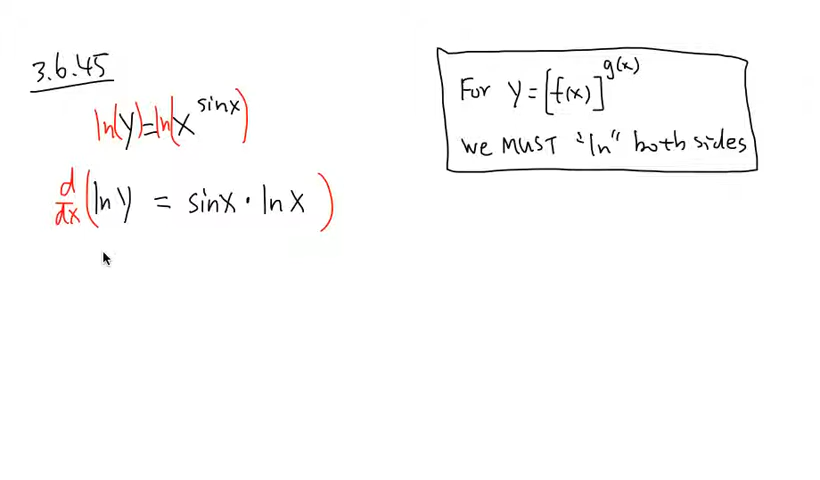 3.6.45
ln(y)=ln(x^sinx)
d/dx (ln y = sinx · ln x)
For y = [f(x)]^g(x)
we MUST "ln" both sides